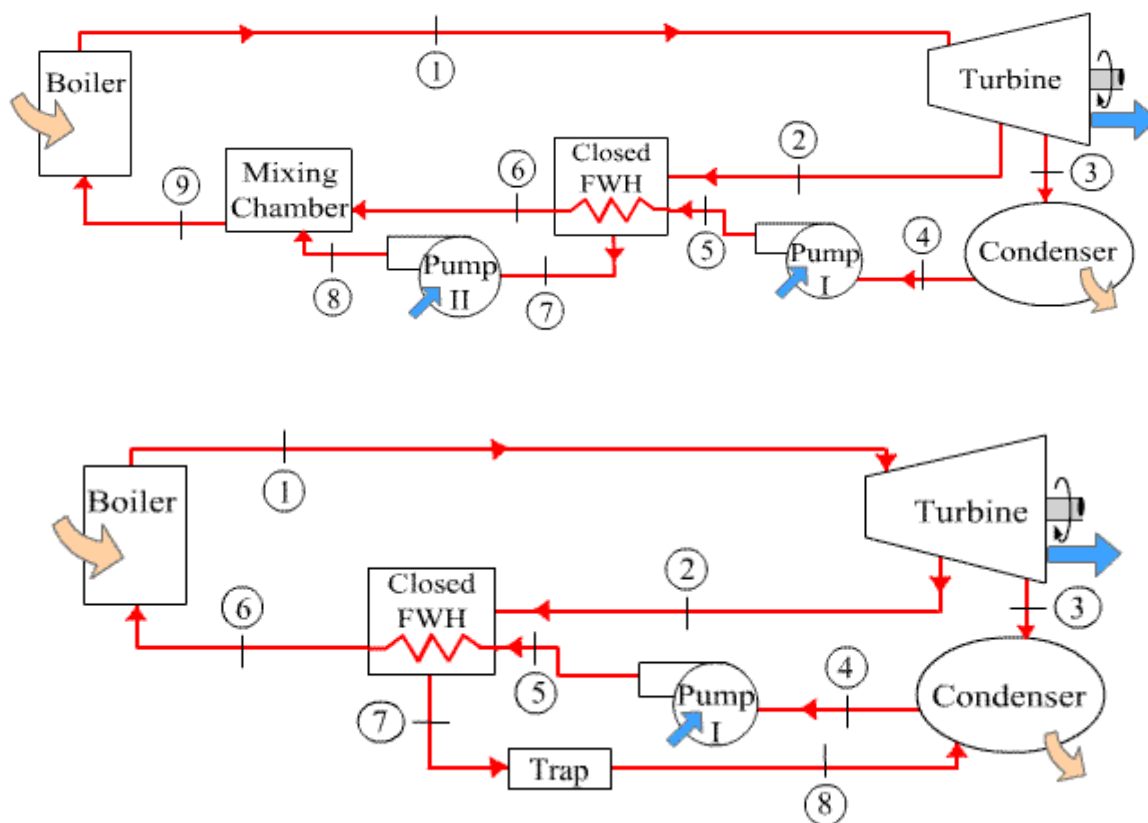 1
Boiler
Turbine
Closed
FWH
2
3
Mixing
Chamber
6
9
5
4
Pump
I
Condenser
Pump
II
8
7
1
Boiler
Turbine
Closed
FWH
2
3
6
5
4
Pump
I
Condenser
7
Trap
8